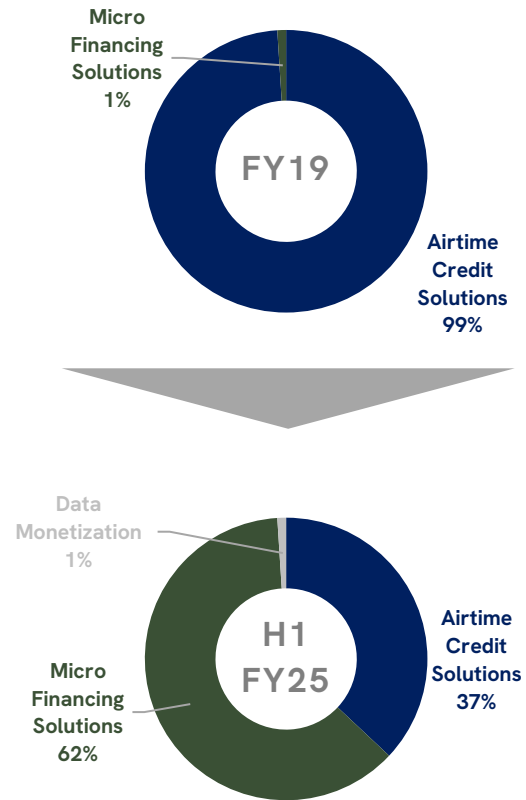 Micro
Financing
Solutions
1%
FY19
Airtime
Credit
Solutions
99%
Data
Monetization
1%
H1
FY25
Airtime
Credit
Solutions
37%
Micro
Financing
Solutions
62%